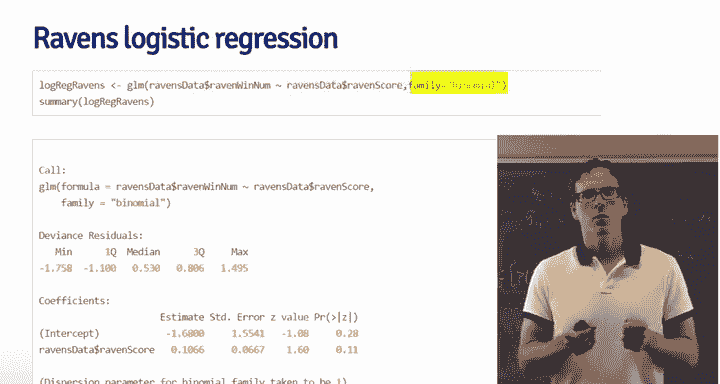 Ravens logistic regression
logRegRavens <- glm(ravensData$ravenWinNum ~ ravensData$ravenScore,family="binomial")
summary(logRegRavens)
Call:
glm(formula = ravensData$ravenWinNum ~ ravensData$ravenScore,
family = "binomial")
Deviance Residuals:
Min 1Q Median 3Q Max
-1.758 -1.100 0.530 0.806 1.495
Coefficients:
Estimate Std. Error z value Pr(>|z|)
(Intercept) -1.6800 1.5541 -1.08 0.28
ravensData$ravenScore 0.1066 0.0667 1.60 0.11
(Dispersion parameter for binomial family taken to be 1)